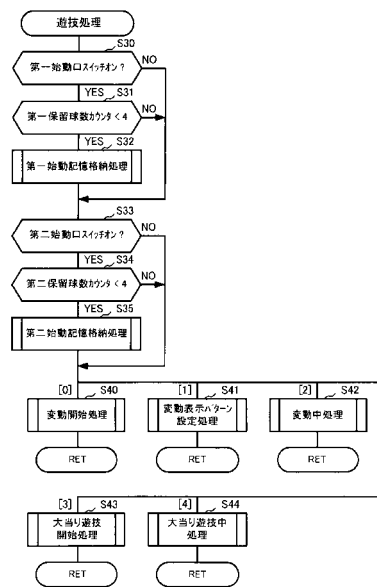 遊技処理
S30
第一始動口スイッチオン?
NO
YES
S31
第一保留球数カウンタ<4
NO
YES
S32
第一始動記憶格納処理
S33
第二始動口スイッチオン?
NO
YES
S34
第二保留球数カウンタ<4
NO
YES
S35
第二始動記憶格納処理
[0]
S40
[1]
S41
[2]
S42
変動開始処理
変動表示パターン
設定処理
変動中処理
RET
RET
RET
[3]
S43
[4]
S44
大当り遊技
開始処理
大当り遊技中
処理
RET
RET